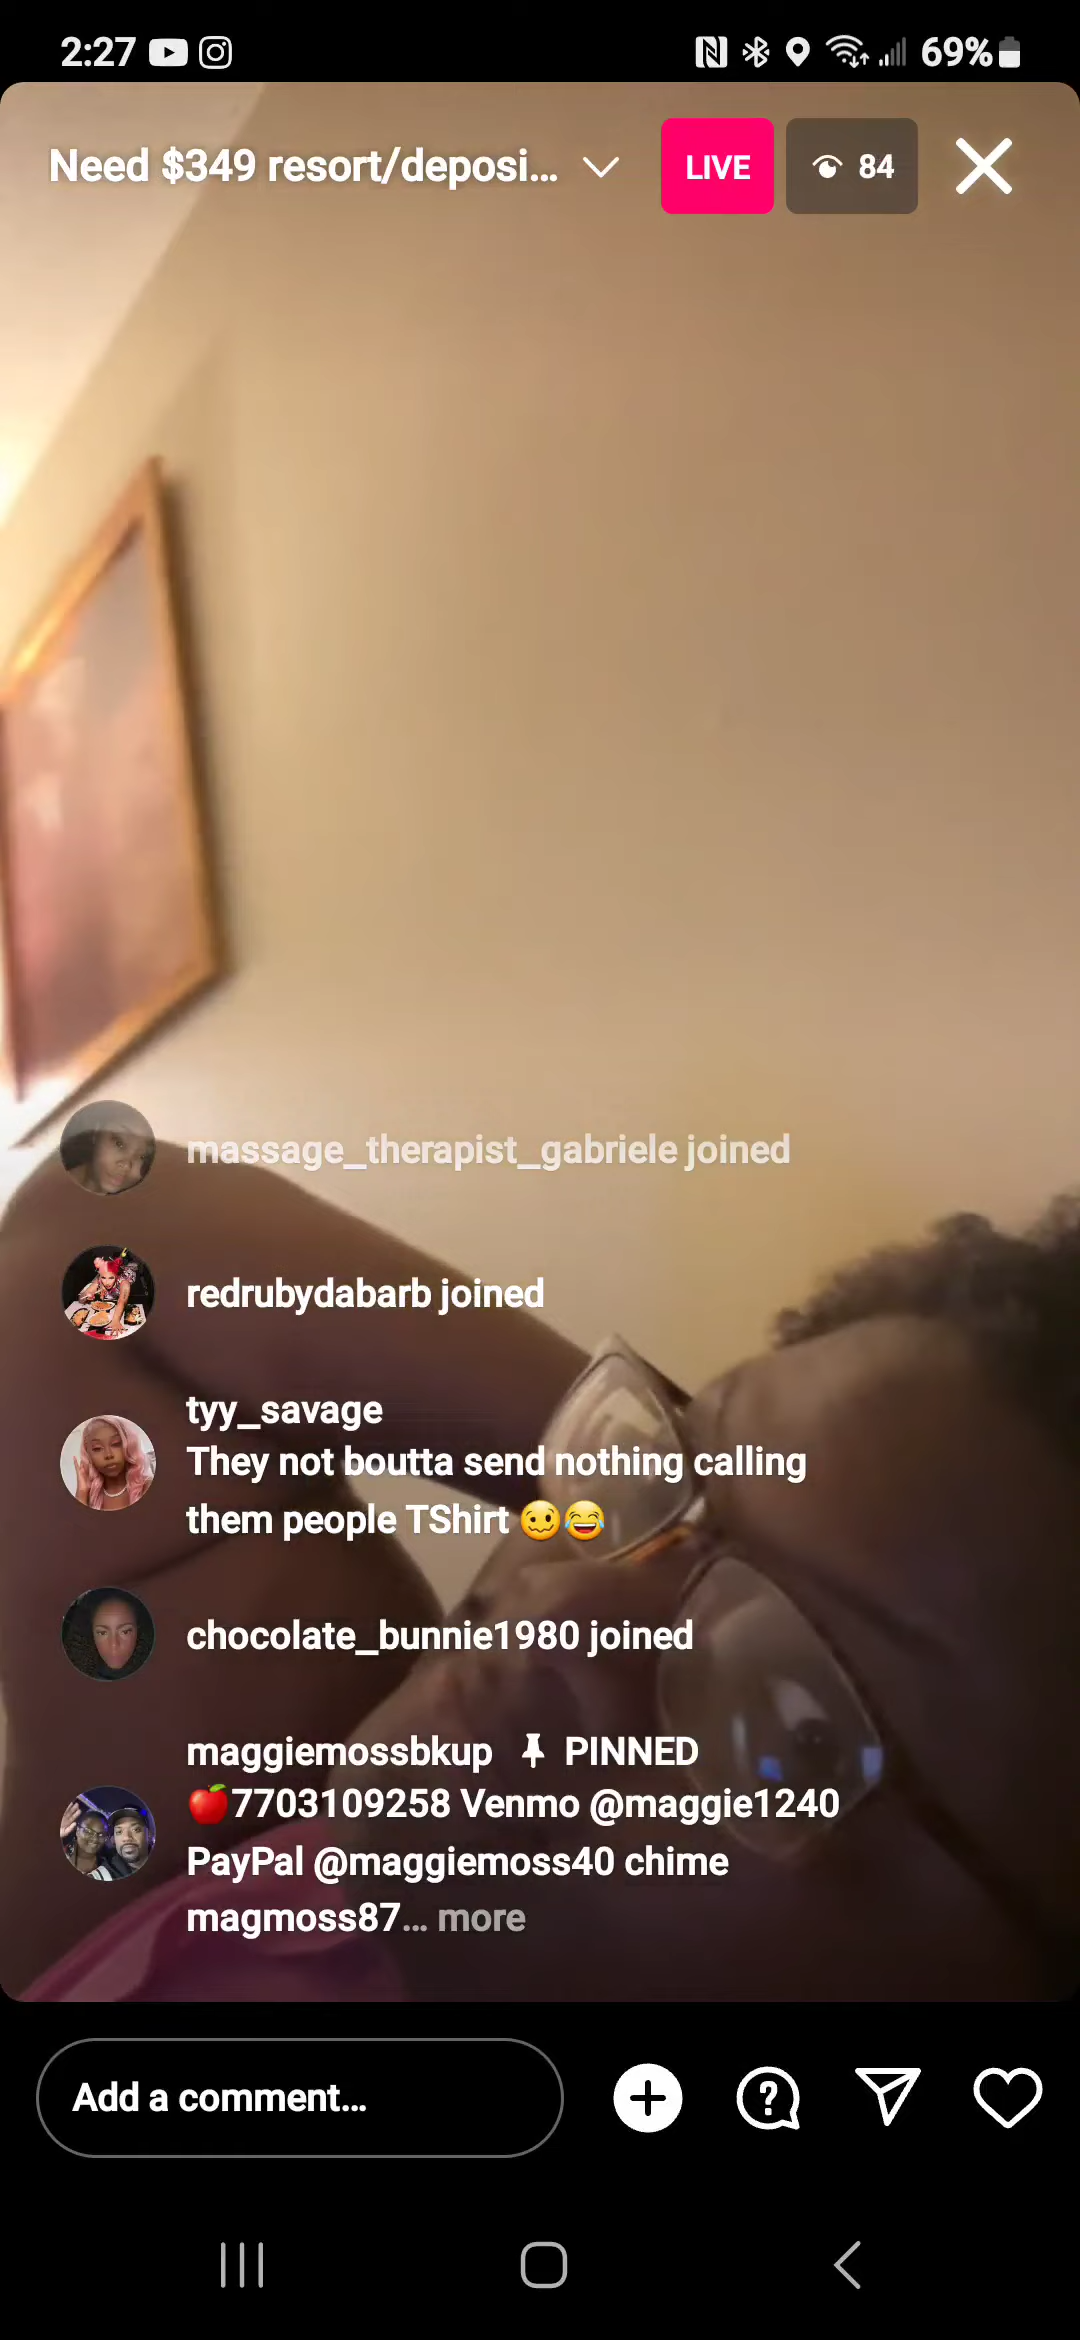 2:27 69%
Need $349 resort/deposi... LIVE 84
massage_therapist_gabriele joined
redrubydabarb joined
tyy_savage
They not boutta send nothing calling
them people TShirt 🥴😂
chocolate_bunnie1980 joined
maggiemossbkup 📌 PINNED
🍎7703109258 Venmo @maggie1240
PayPal @maggiemoss40 chime
magmoss87... more
Add a comment...